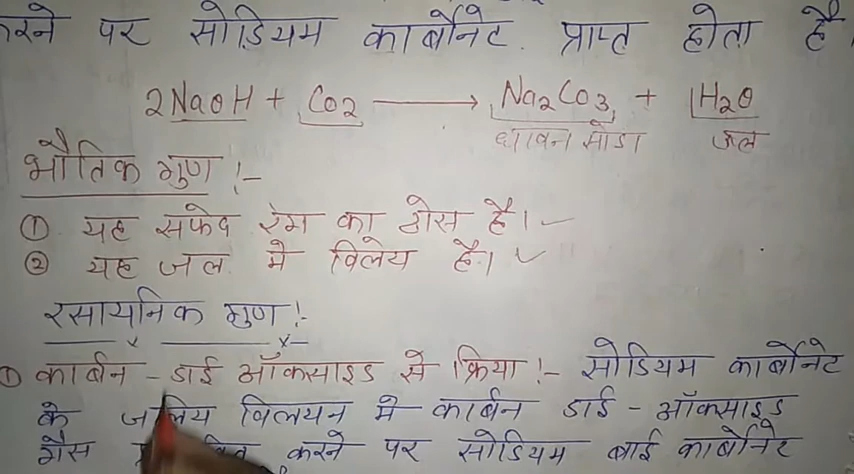 करने पर सोडियम कार्बोनेट प्राप्त होता है।
2NaOH + Co2 ⟶ Na2Co3 + H2O
धावन सोडा जल
भौतिक गुण !-
① यह सफेद रंग का ठोस है।
② यह जल में विलेय है।
रसायनिक गुण !-
① कार्बन - डाई ऑक्साइड से क्रिया !- सोडियम कार्बोनेट
के जलिय विलयन मे कार्बन डाई - ऑक्साइड
गैस करने पर सोडियम बाई कार्बोनेट